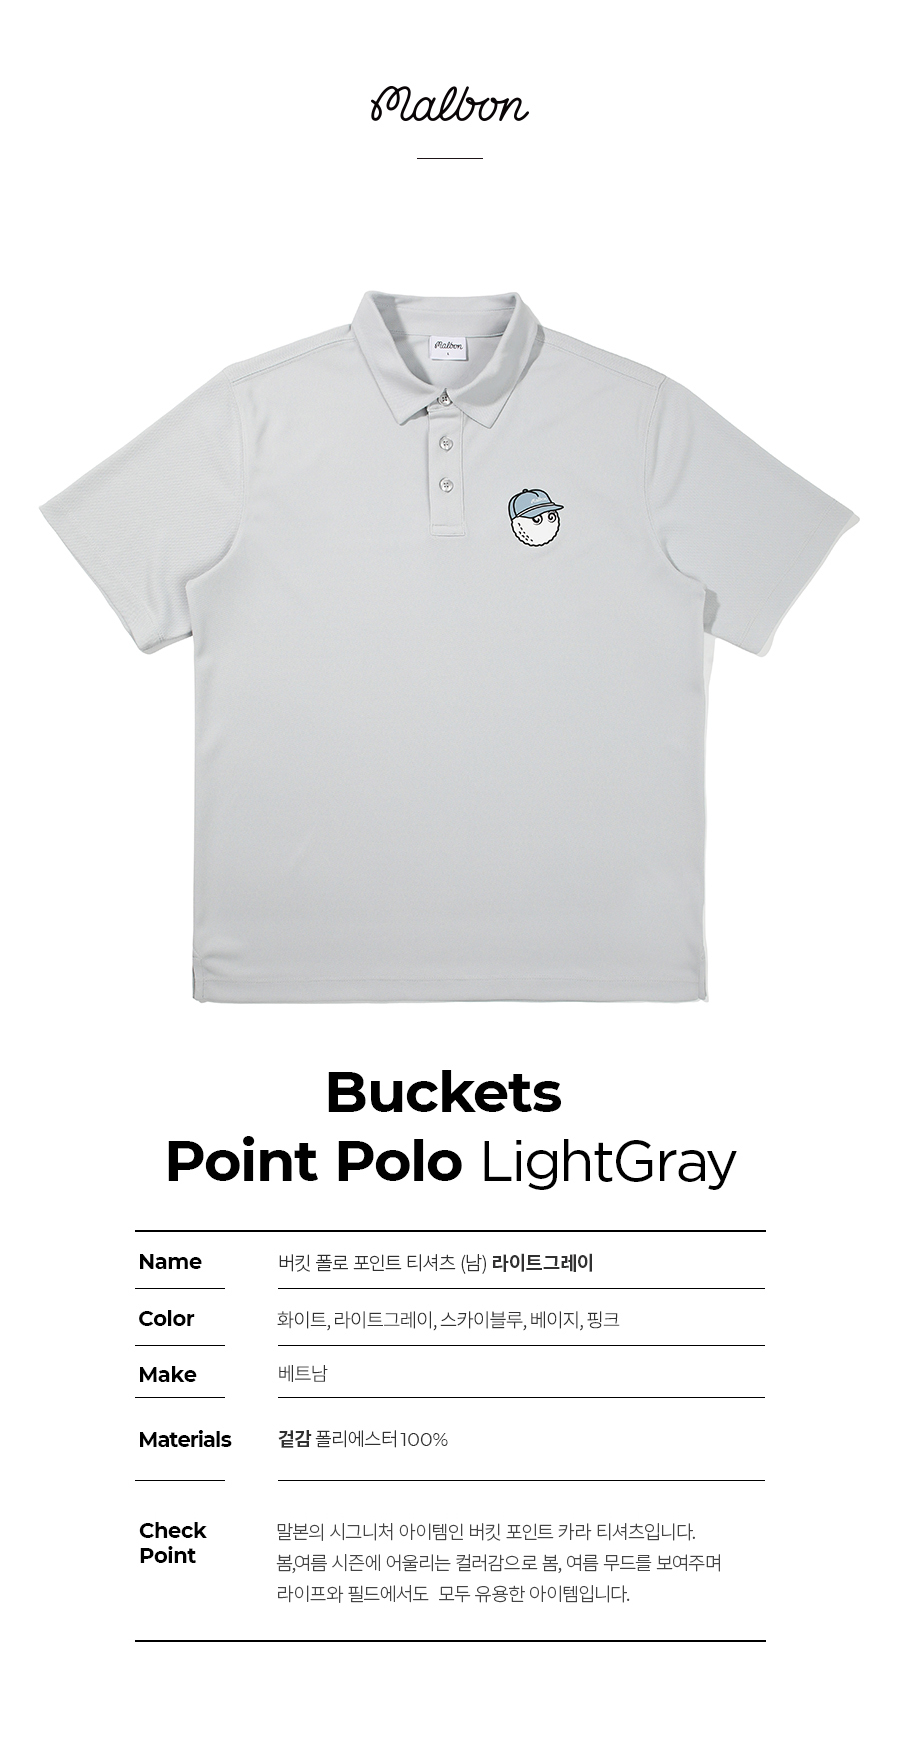 Malbon
Malbon
L
Buckets
Point Polo LightGray
Name
버킷 폴로 포인트 티셔츠 (남) 라이트그레이
Color
화이트, 라이트그레이, 스카이블루, 베이지, 핑크
Make
베트남
Materials
겉감 폴리에스터 100%
Check
Point
말본의 시그니처 아이템인 버킷 포인트 카라 티셔츠입니다.
봄,여름 시즌에 어울리는 컬러감으로 봄, 여름 무드를 보여주며
라이프와 필드에서도 모두 유용한 아이템입니다.